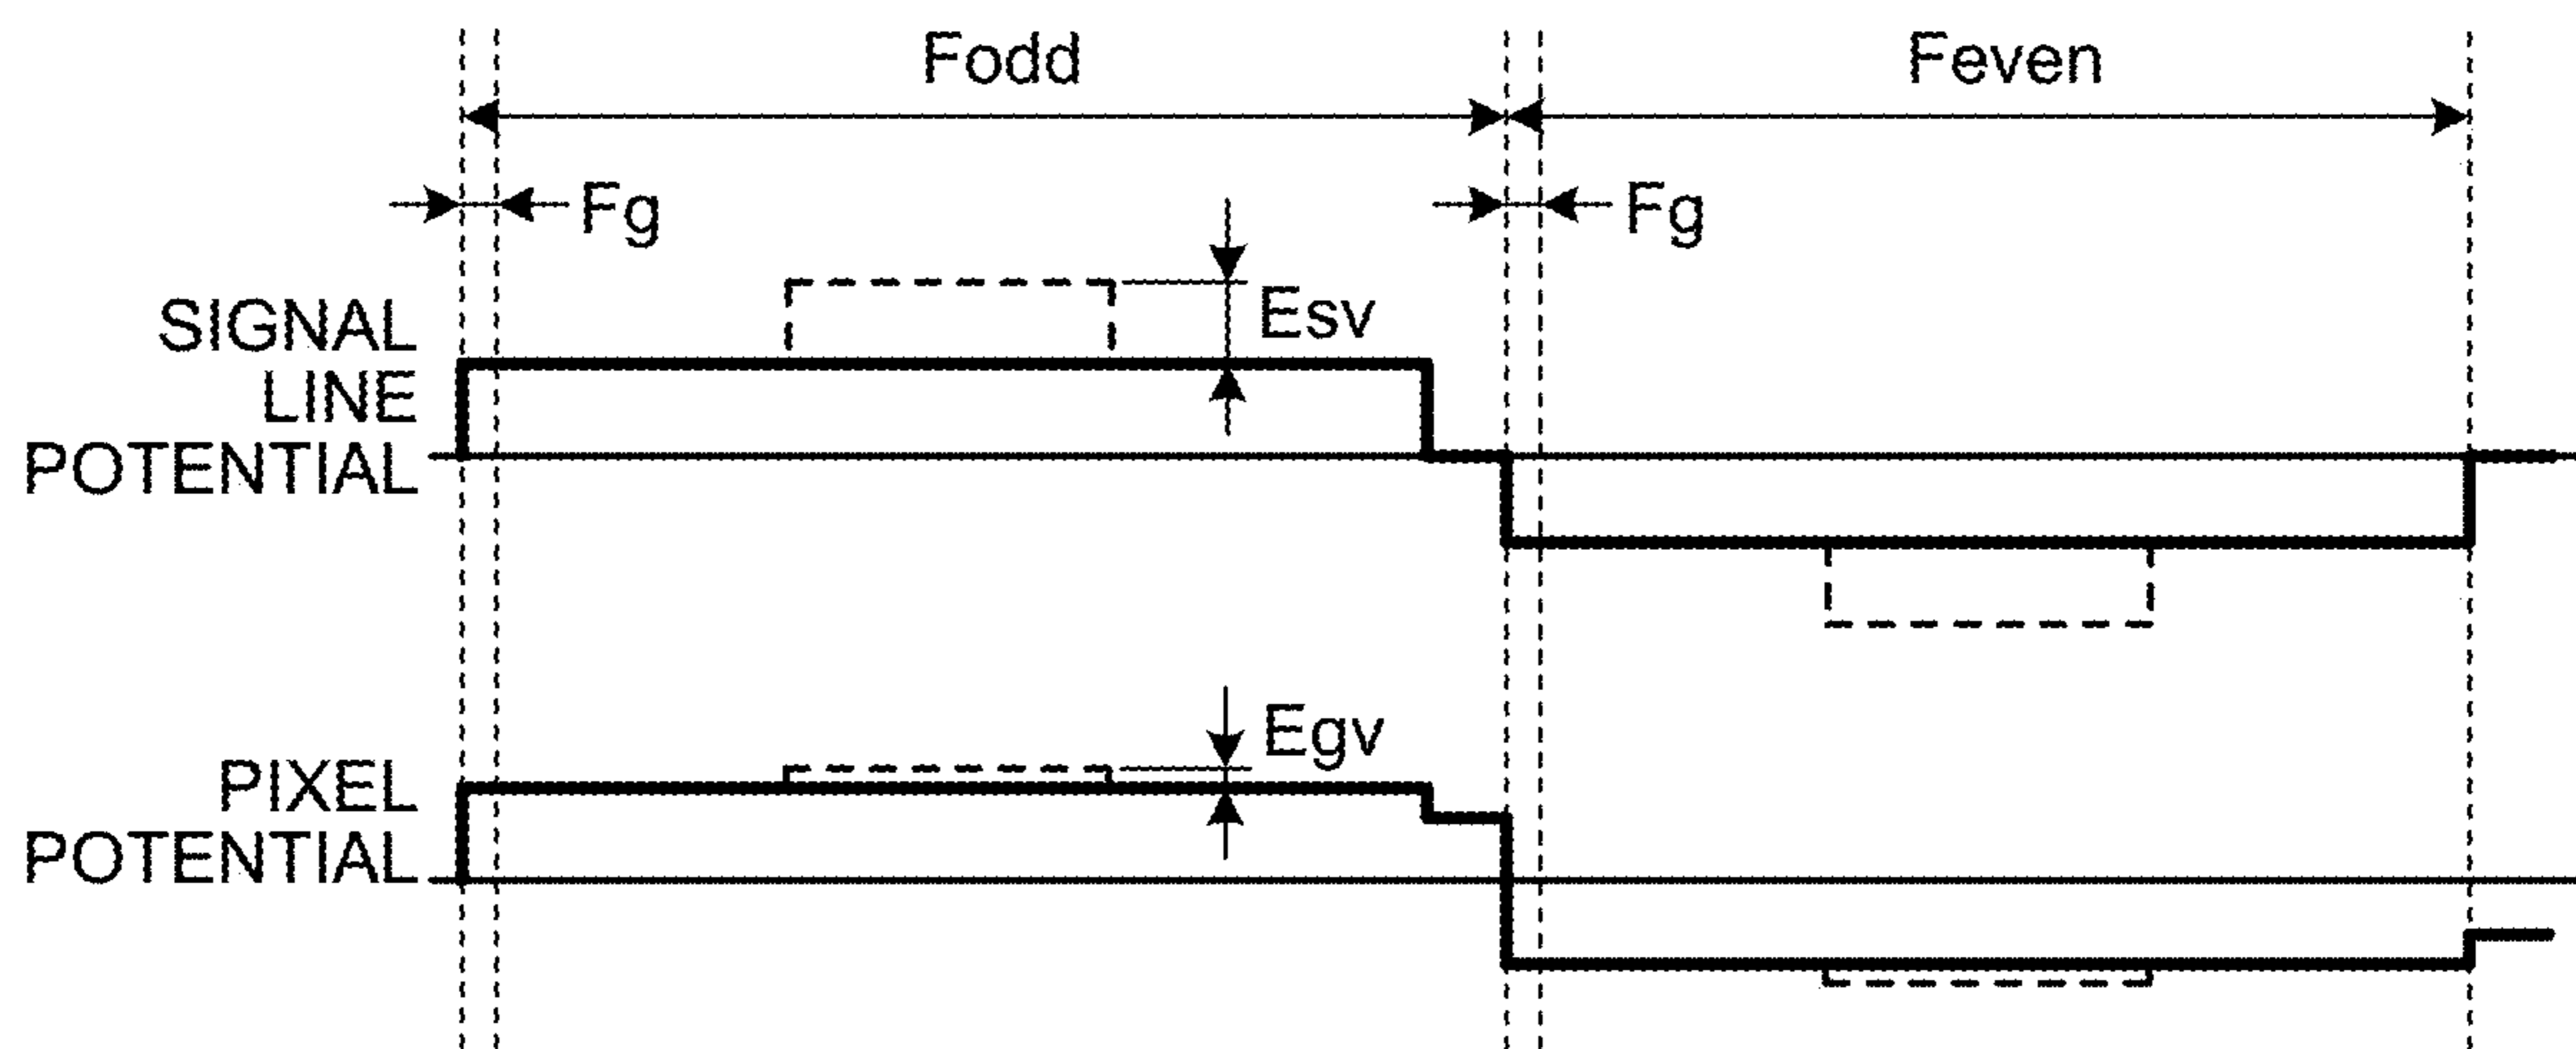 Fodd
Feven
Fg
Fg
SIGNAL
LINE
POTENTIAL
Esv
PIXEL
POTENTIAL
Egv